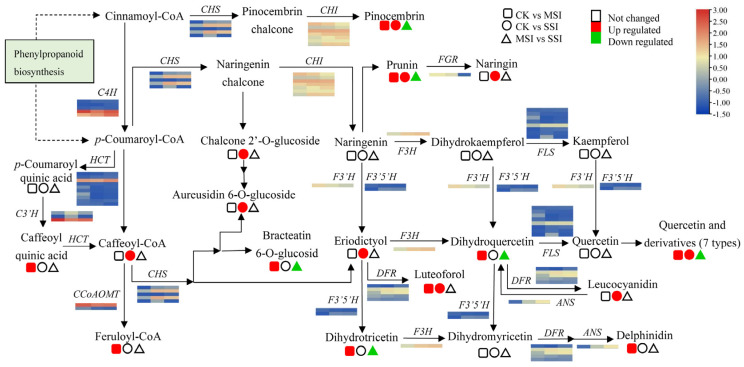 Cinnamoyl-CoA
CHS
Pinocembrin
chalcone
CHI
Pinocembrin
CK vs MSI
CK vs SSI
MSI vs SSI
Not changed
Up regulated
Down regulated
3.00
2.50
2.00
1.50
1.00
0.50
0.00
-0.50
-1.00
-1.50
Phenylpropanoid
biosynthesis
C4H
CHS
Naringenin
chalcone
CHI
Prunin
FGR
Naringin
p-Coumaroyl-CoA
Chalcone 2’-O-glucoside
Naringenin
F3H
Dihydrokaempferol
FLS
Kaempferol
p-Coumaroyl
quinic acid
HCT
Aureusidin 6-O-glucoside
F3’H
F3’5’H
F3’H
F3’5’H
F3’H
F3’5’H
C3’H
Caffeoyl
quinic acid
HCT
Caffeoyl-CoA
Bracteatin
6-O-glucosid
Eriodictyol
F3H
Dihydroquercetin
FLS
Quercetin
Quercetin and
derivatives (7 types)
CHS
DFR
Luteoforol
DFR
ANS
Leucocyanidin
CCoAOMT
F3’5’H
F3’5’H
Feruloyl-CoA
Dihydrotricetin
F3H
Dihydromyricetin
DFR
ANS
Delphinidin